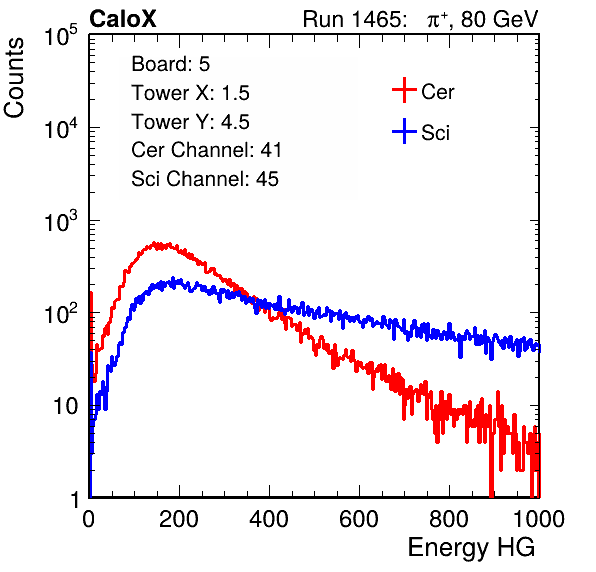 CaloX Run 1465: π⁺, 80 GeV
Counts
Board: 5
Tower X: 1.5
Tower Y: 4.5
Cer Channel: 41
Sci Channel: 45
Cer
Sci
10⁵
10⁴
10³
10²
10
1
0 200 400 600 800 1000
Energy HG